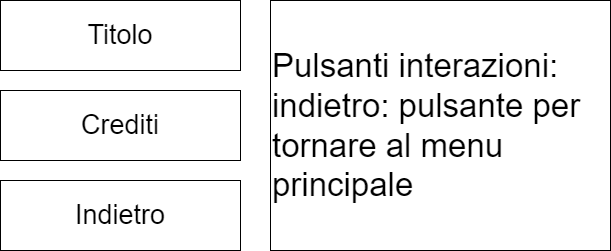 Titolo
Crediti
Indietro
Pulsanti interazioni:
indietro: pulsante per
tornare al menu
principale